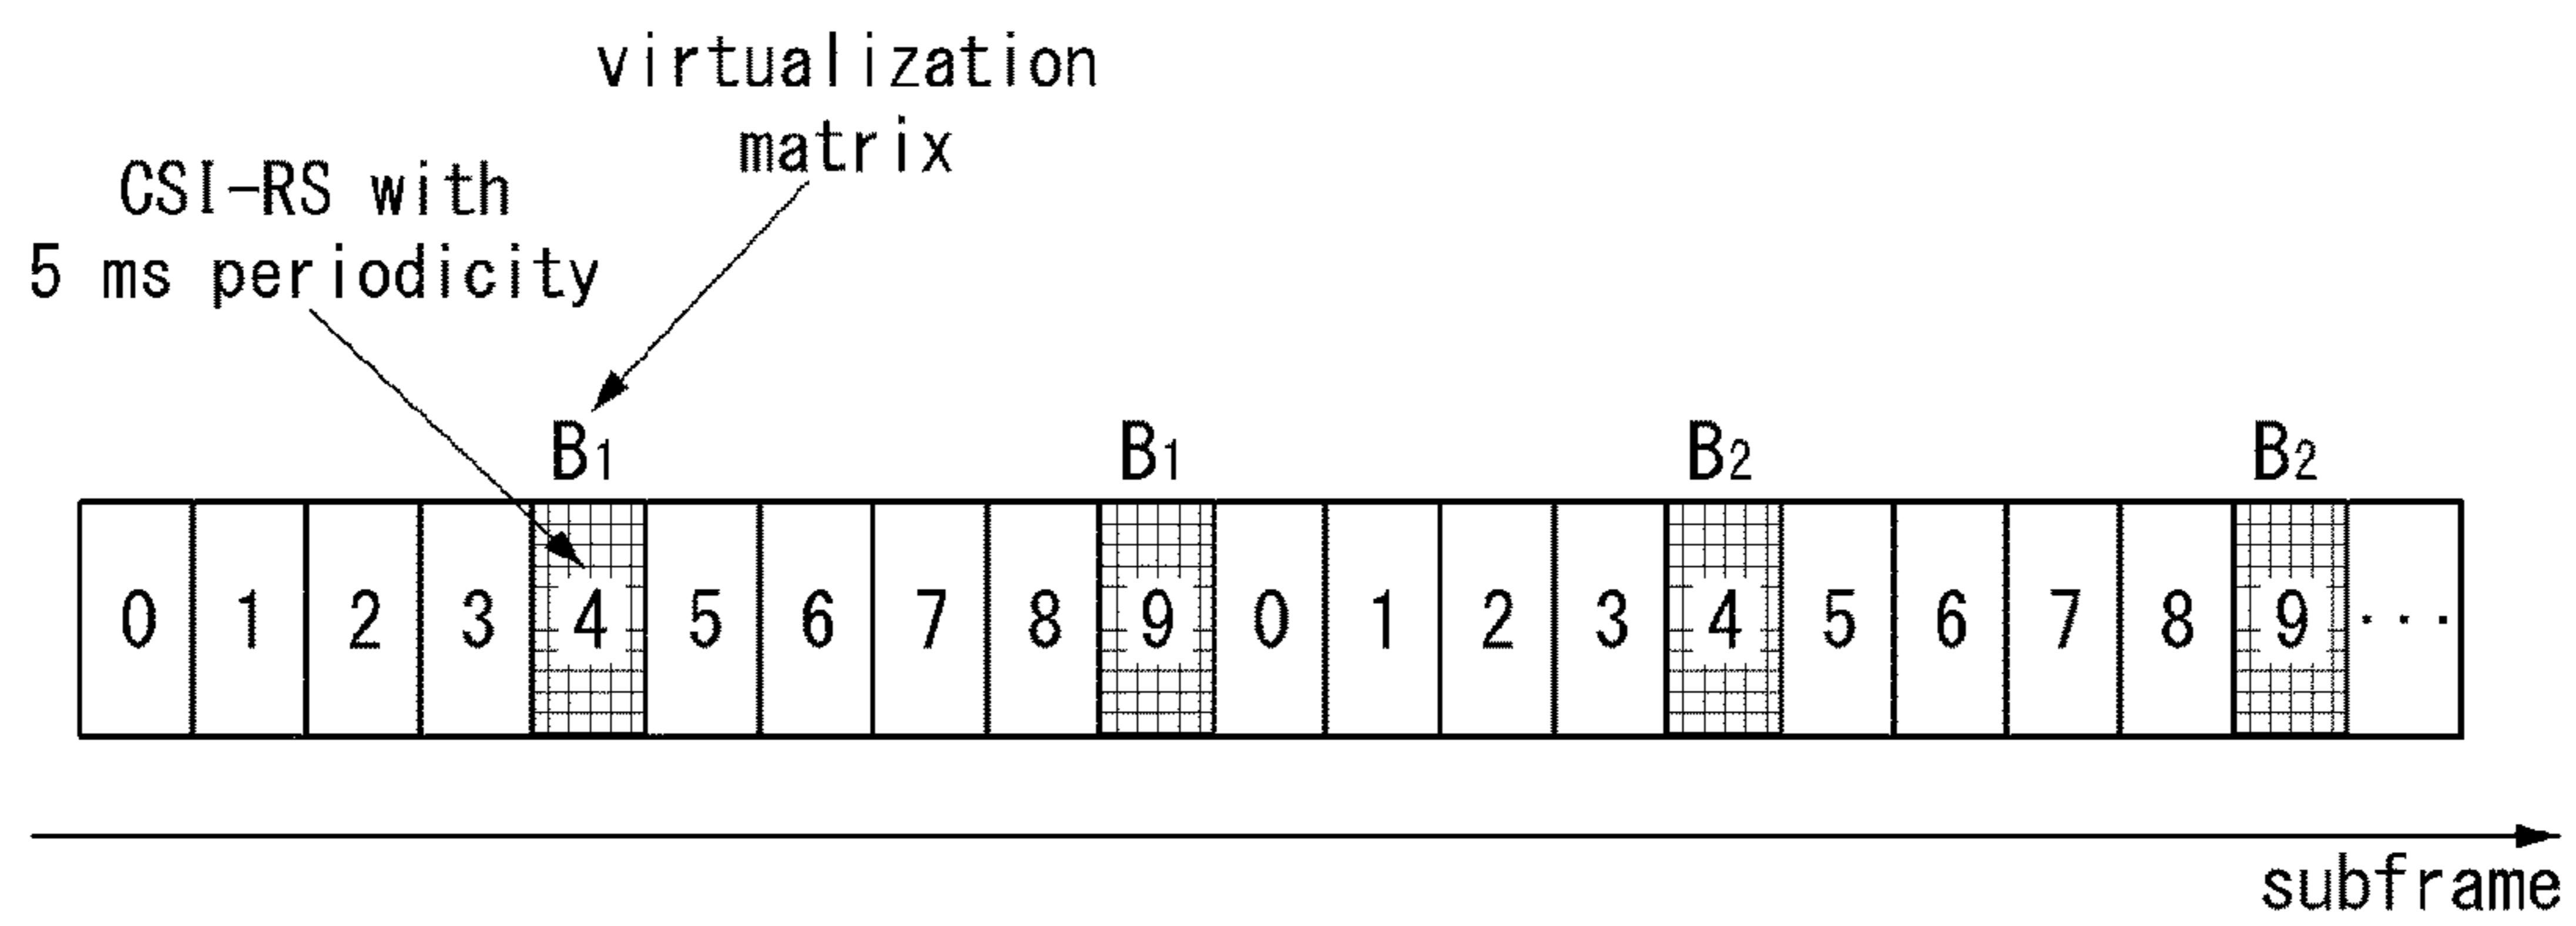 virtualization
matrix
CSI-RS with
5 ms periodicity
B1 B1 B2 B2
0 1 2 3 4 5 6 7 8 9 0 1 2 3 4 5 6 7 8 9 ...
subframe